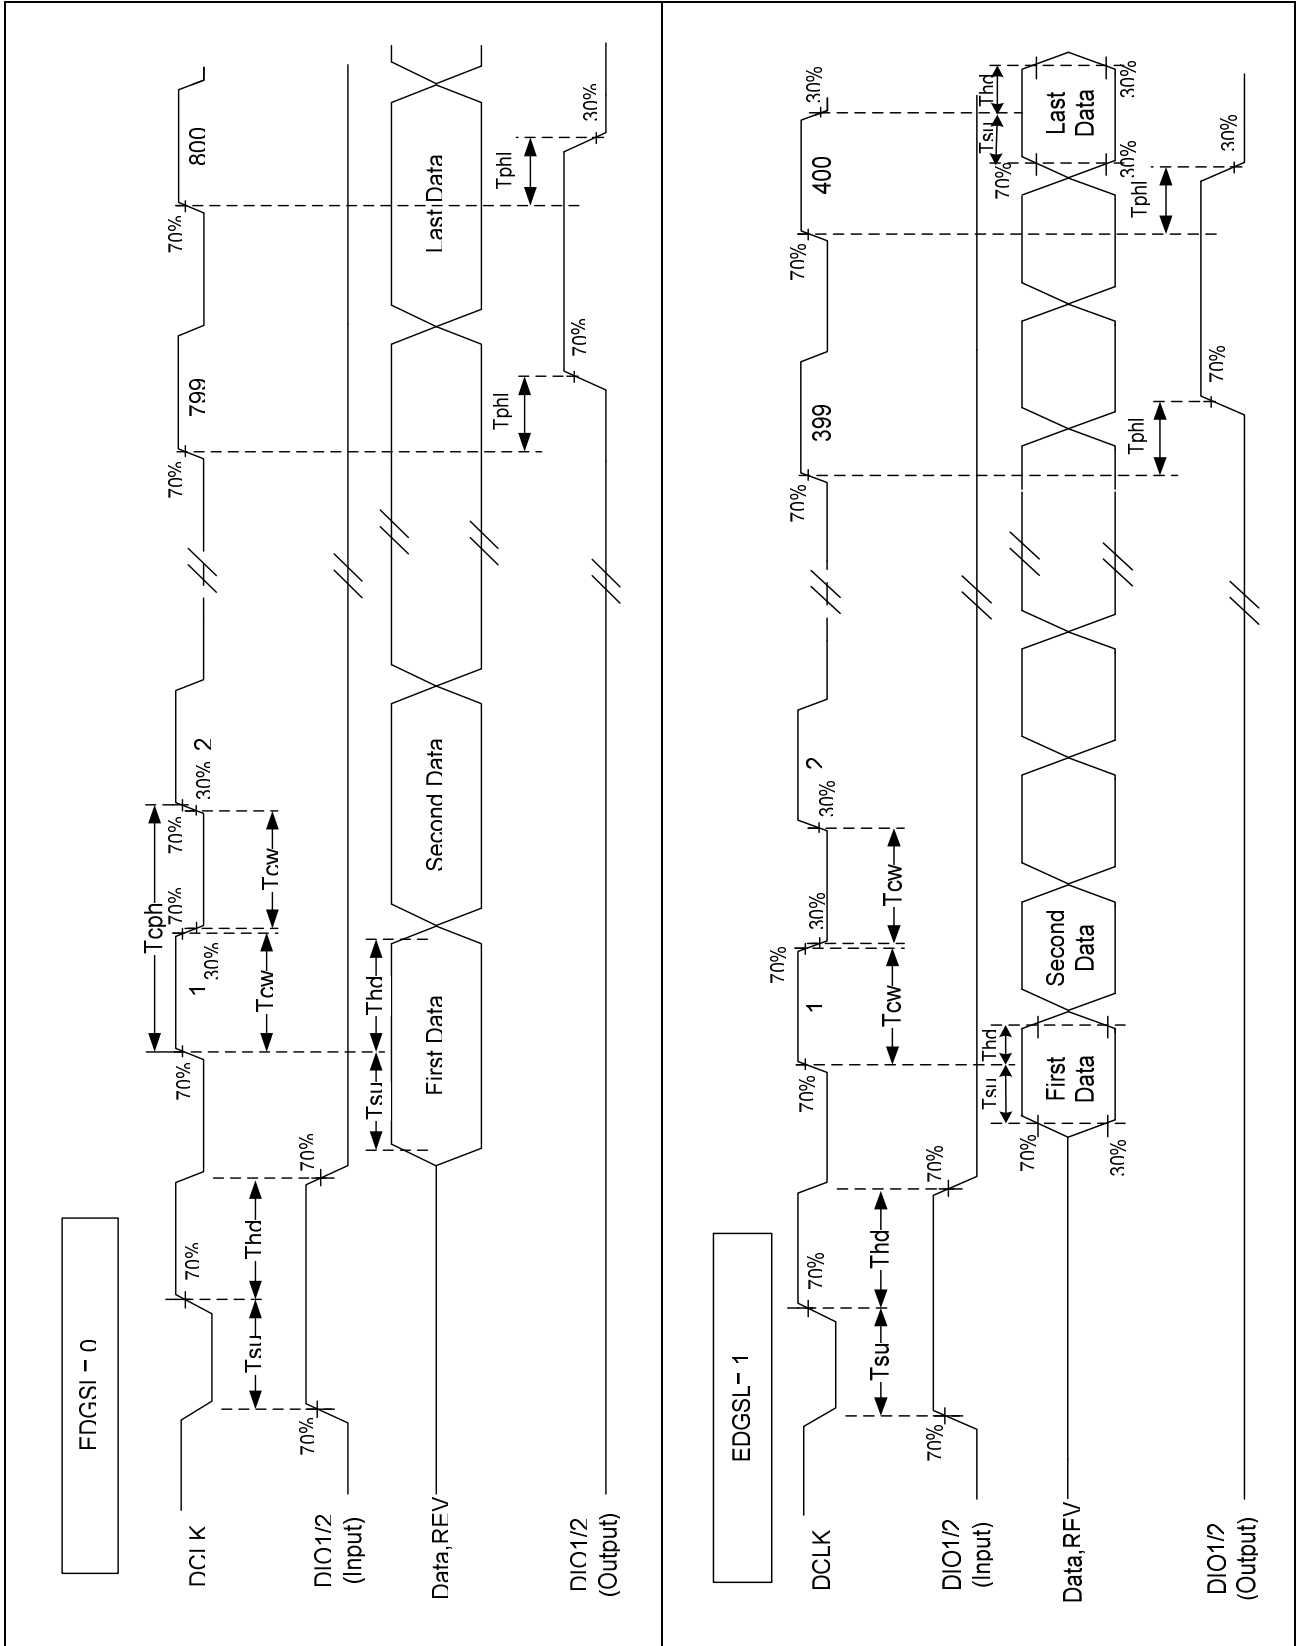 EDGSL = 0
DCLK
70%
70%
Tcph
1
30%
70%
70%
30%
2
70%
799
70%
800
Tsu
Thd
Tcw
Tcw
DIO1/2
(Input)
70%
70%
Tsu
Thd
Data,REV
First Data
Second Data
Last Data
Tphl
Tphl
DIO1/2
(Output)
70%
30%
EDGSL = 1
DCLK
70%
70%
1
70%
30%
30%
2
70%
399
70%
400
30%
Tsu
Thd
Tcw
Tcw
DIO1/2
(Input)
70%
70%
Tsu
Thd
Tsu
Thd
Data,REV
70%
30%
First
Data
Second
Data
70%
30%
Last
Data
30%
Tphl
Tphl
DIO1/2
(Output)
70%
30%